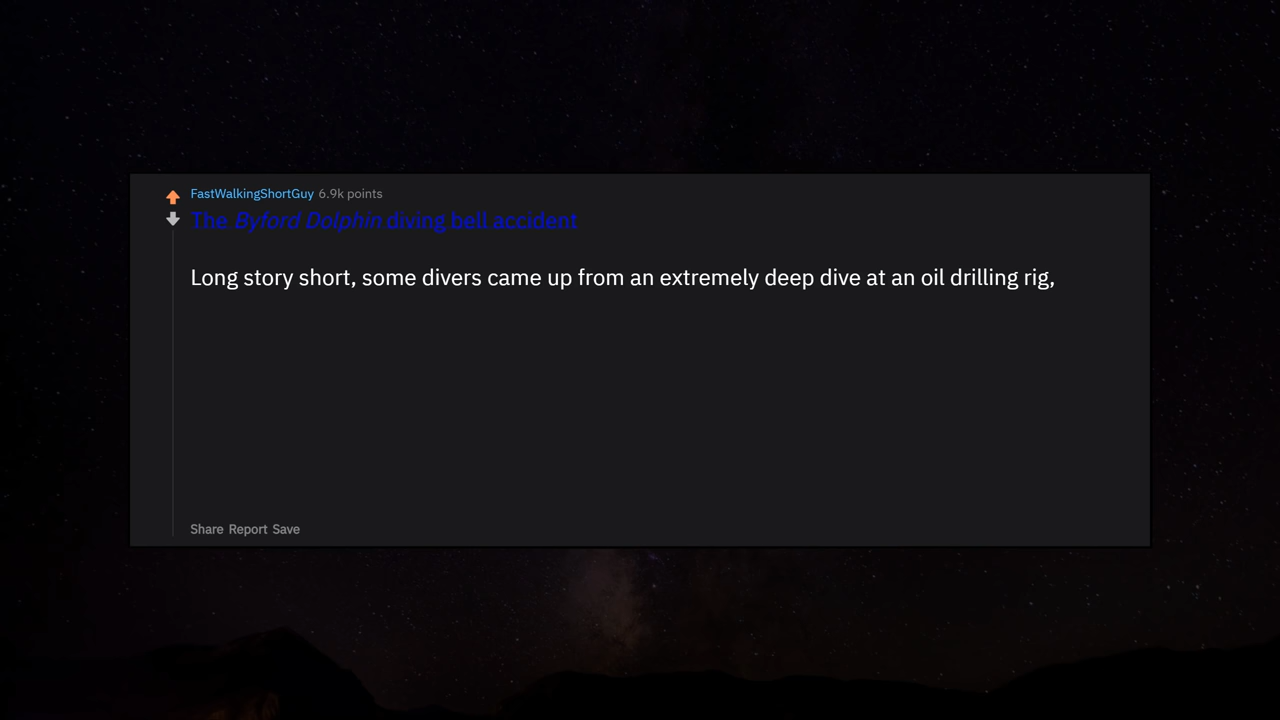 FastWalkingShortGuy 6.9k points
The Byford Dolphin diving bell accident
Long story short, some divers came up from an extremely deep dive at an oil drilling rig,
Share Report Save